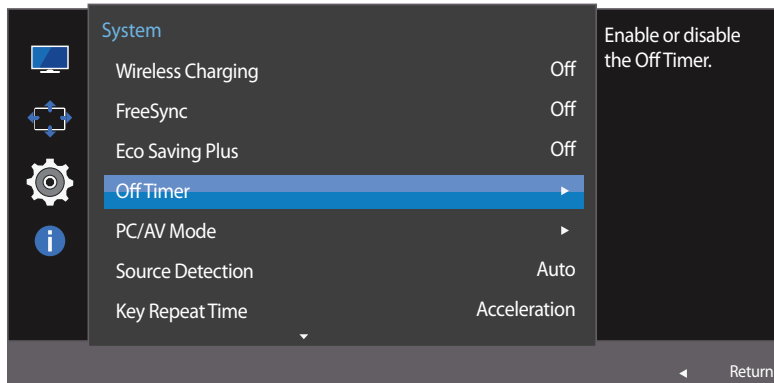 System
Wireless Charging Off
FreeSync Off
Eco Saving Plus Off
Off Timer
PC/AV Mode
Source Detection Auto
Key Repeat Time Acceleration
Enable or disable
the Off Timer.
Return